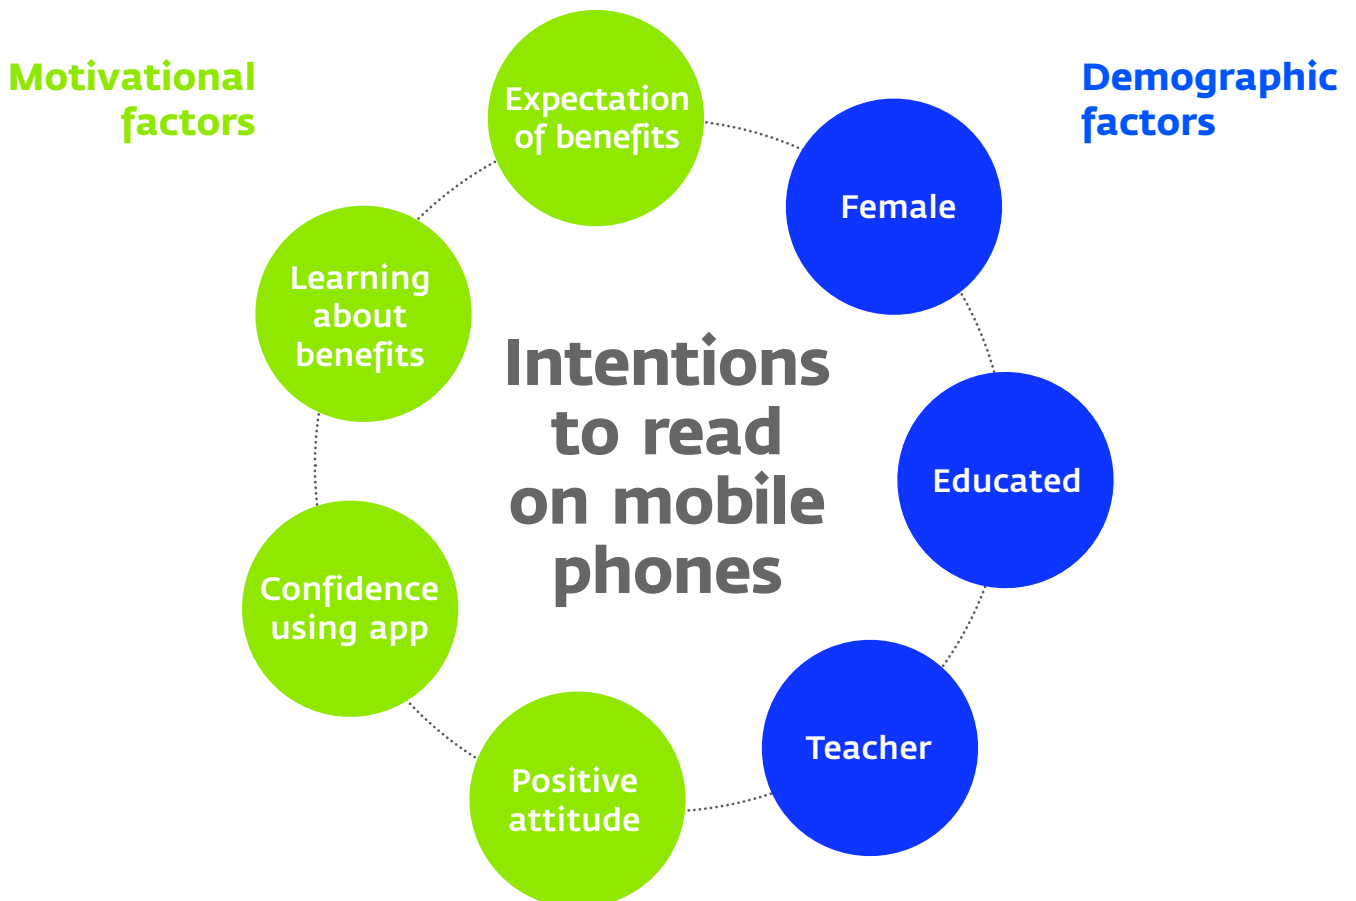 Motivational
factors
Demographic
factors
Expectation
of benefits
Female
Learning
about
benefits
Intentions
to read
on mobile
phones
Educated
Confidence
using app
Teacher
Positive
attitude